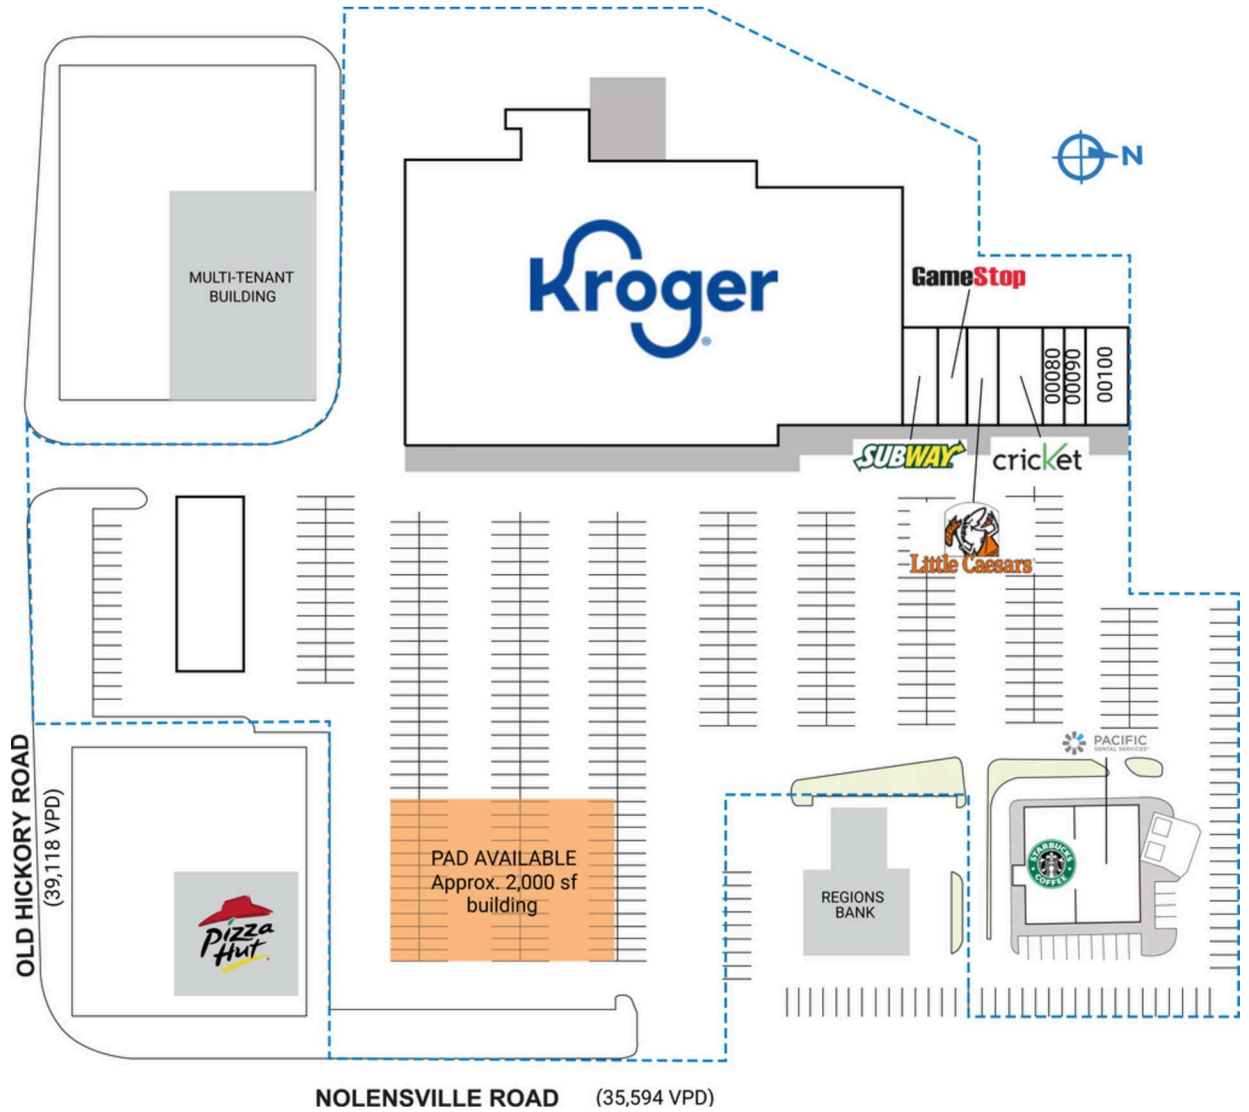 N
MULTI-TENANT
BUILDING
Kroger
®
GameStop
00080
00090
00100
SUBWAY
cricket
Little Caesars
PACIFIC
DENTAL SERVICES®
OLD HICKORY ROAD
(39,118 VPD)
PAD AVAILABLE
Approx. 2,000 sf
building
STARBUCKS
COFFEE
REGIONS
BANK
Pizza
Hut
NOLENSVILLE ROAD (35,594 VPD)